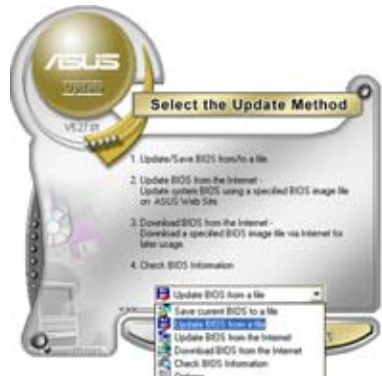 ASUS
Update
Select the Update Method
V6.27.01
1. Update/Save BIOS from/to a file.
2. Update BIOS from the Internet -
Update system BIOS using a specified BIOS image file
on ASUS Web Site.
3. Download BIOS from the Internet -
Download a specified BIOS image file via Internet for
later usage.
4. Check BIOS Information
Update BIOS from a file
Save current BIOS to a file
Update BIOS from a file
Update BIOS from the Internet
Download BIOS from the Internet
Check BIOS Information
Options